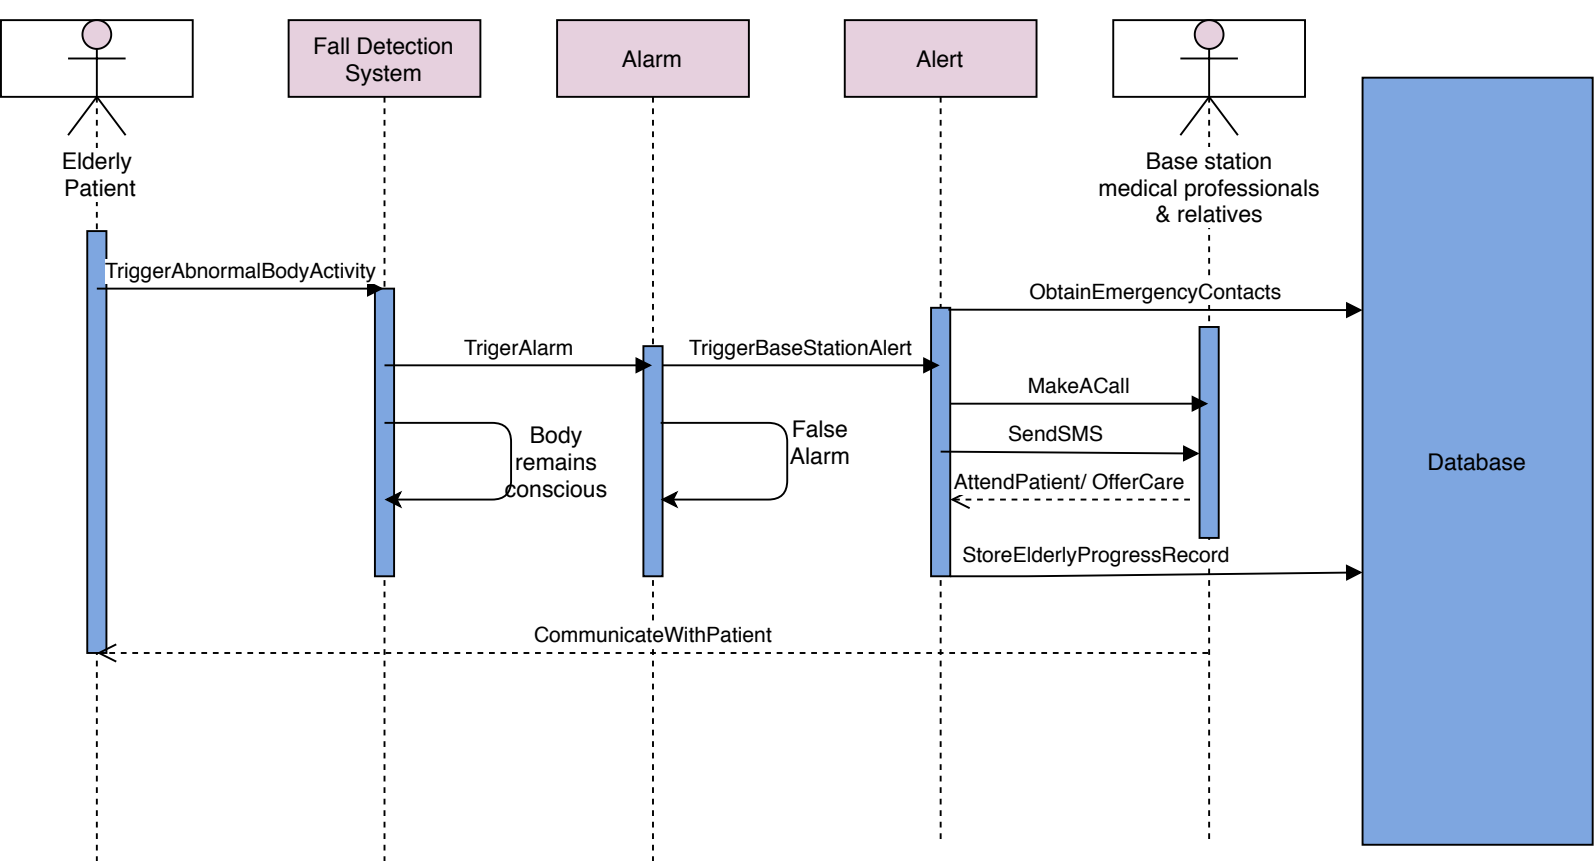 Fall Detection
System
Alarm
Alert
Elderly
Patient
Base station
medical professionals
& relatives
TriggerAbnormalBodyActivity
ObtainEmergencyContacts
TrigerAlarm
TriggerBaseStationAlert
MakeACall
Body
remains
conscious
False
Alarm
SendSMS
AttendPatient/ OfferCare
Database
StoreElderlyProgressRecord
CommunicateWithPatient